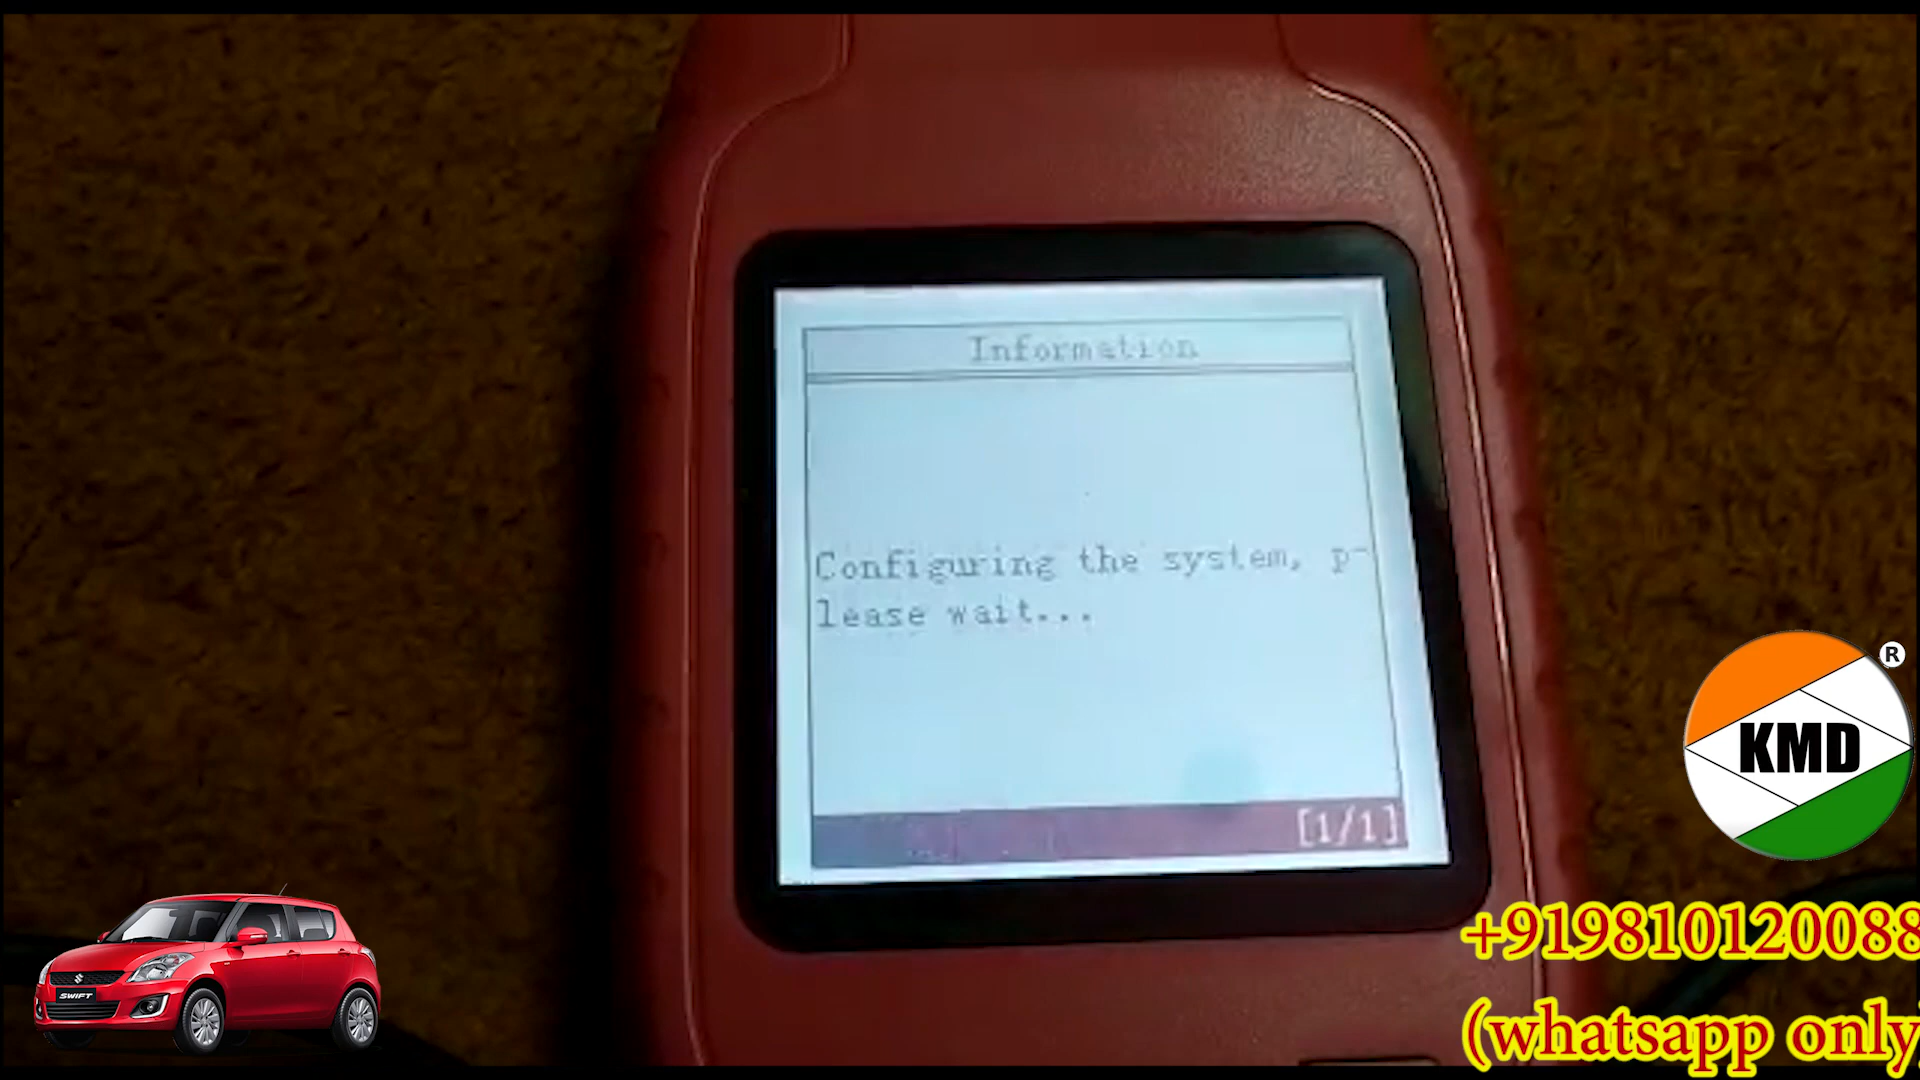 Information
Configuring the system, p-
lease wait...
[1/1]
®
KMD
SWIFT
+919810120088
(whatsapp only